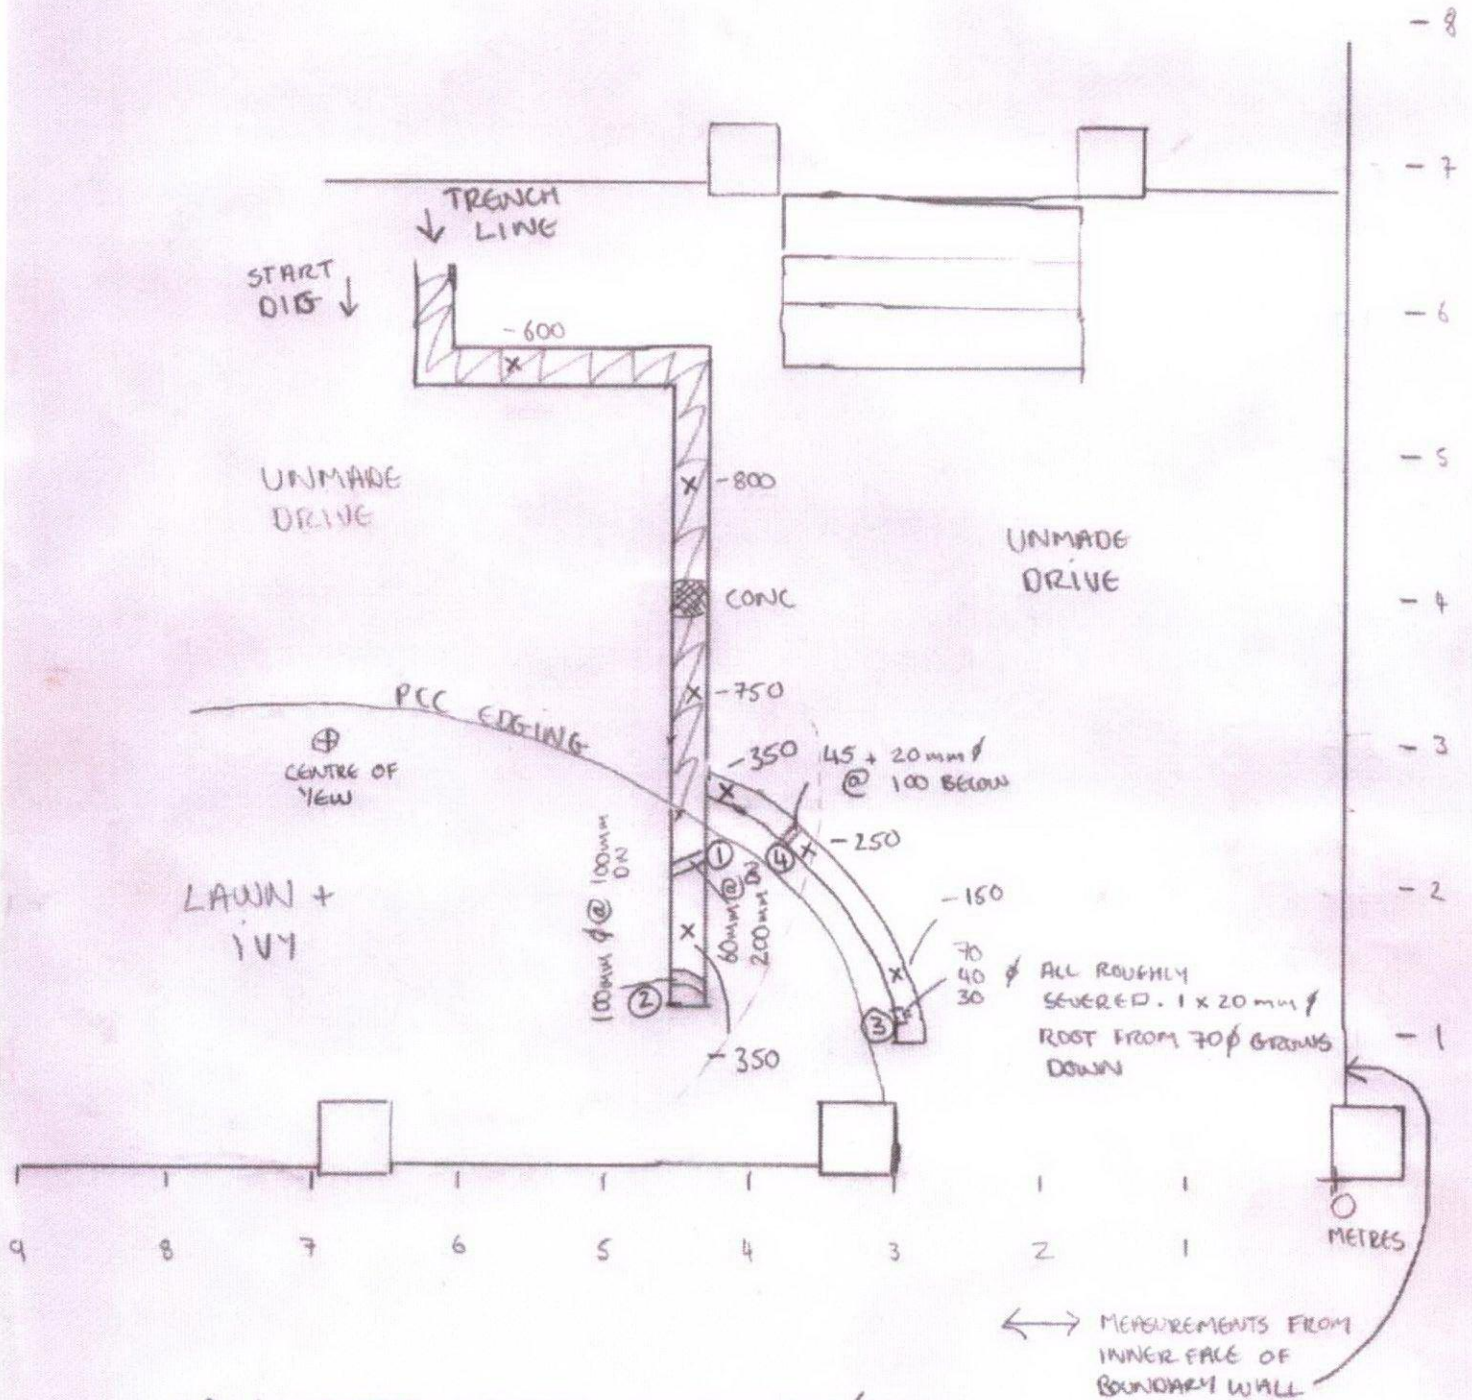 - 8
- 7
TRENCH
LINE
START
DIG
- 6
-600
- 5
UNMADE
DRIVE
-800
UNMADE
DRIVE
- 4
CONC
PCC EDGING
-750
- 3
CENTRE OF
YEW
-350
45 + 20mm ϕ
@ 100 BELOW
-250
- 2
LAWN +
IVY
100mm ϕ @ 100mm
DN
①
60mm @
200mm DN
④
-150
70
40 ϕ ALL ROUGHLY
30 SEVERED. 1 x 20mm ϕ
ROOT FROM 70ϕ GROWS
DOWN
②
③
- 1
-350
9 8 7 6 5 4 3 2 1 0
METRES
MEASUREMENTS FROM
INNER FACE OF
BOUNDARY WALL